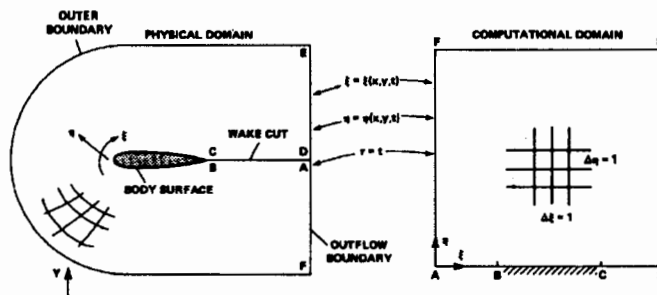 OUTER
BOUNDARY
PHYSICAL DOMAIN
E
η
ξ
C
B
WAKE CUT
D
A
BODY SURFACE
OUTFLOW
BOUNDARY
F
Y
ξ = ξ(x,y,t)
η = η(x,y,t)
τ = t
COMPUTATIONAL DOMAIN
F
Δη = 1
Δξ = 1
η
ξ
A
B
C